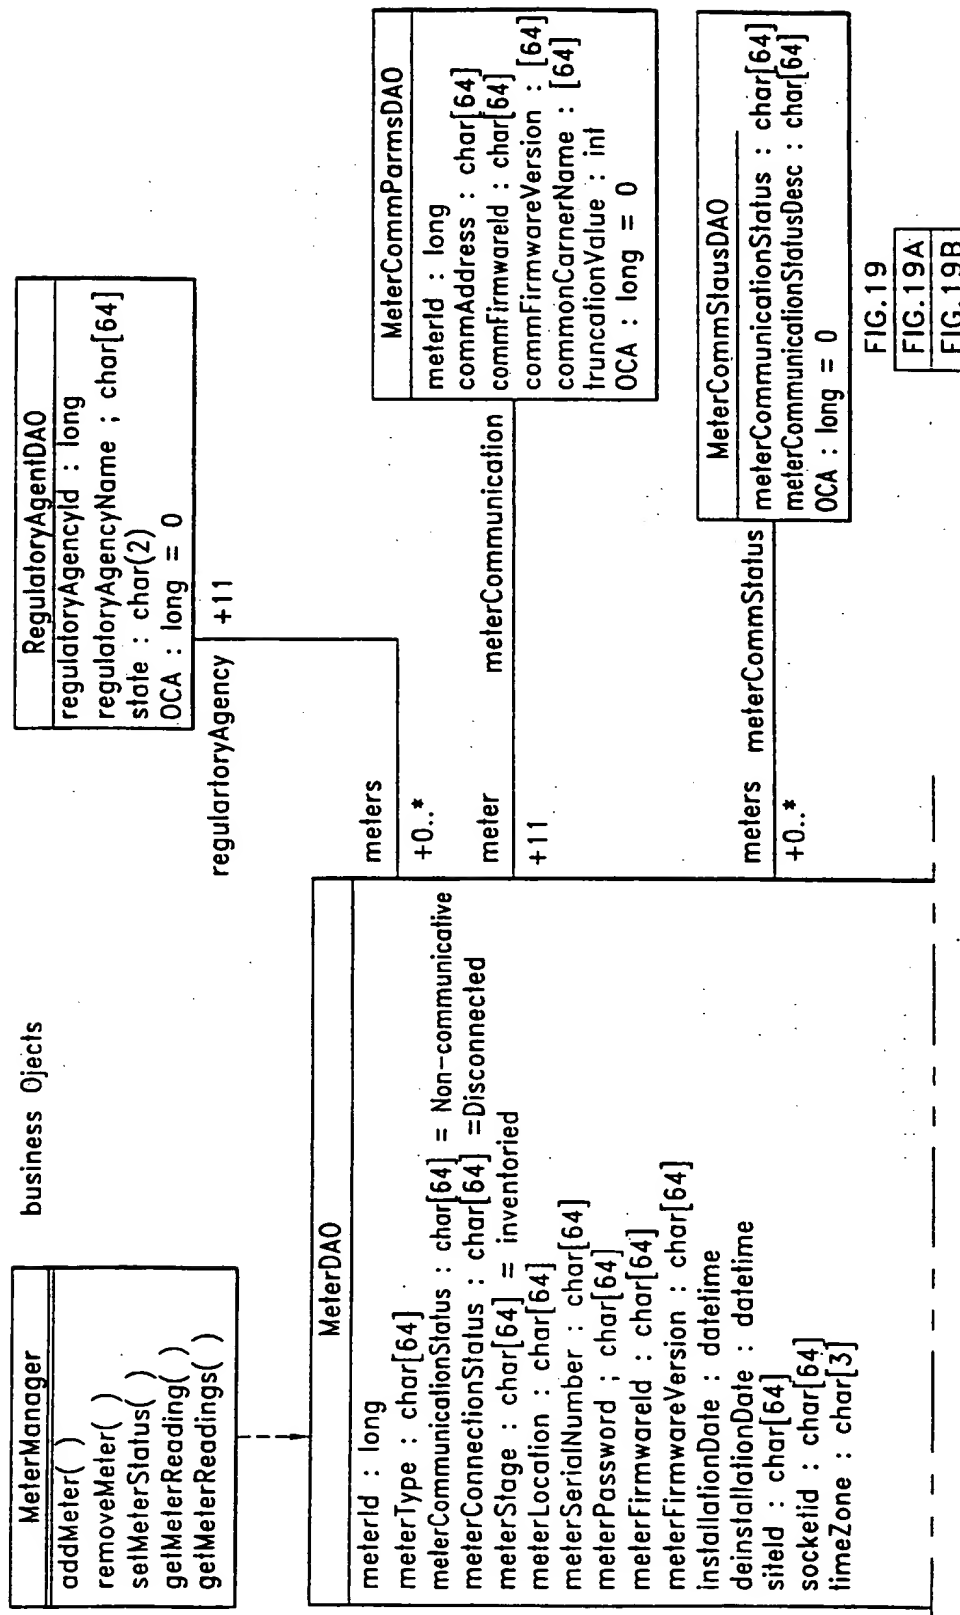 business Ojects
MeterManager
addMeter( )
removeMeter( )
setMeterStatus( )
getMeterReading( )
getMeterReadings( )
MeterDAO
meterId : long
meterType : char[64]
meterCommunicationStatus : char[64] = Non-communicative
meterConnectionStatus : char[64] =Disconnected
meterStage : char[64] = inventoried
meterLocation : char[64]
meterSerialNumber : char[64]
meterPassword ; char[64]
meterFirmwareId : char[64]
meterFirmwareVersion : char[64]
installationDate : datetime
deinstallationDate : datetime
siteId : char[64]
socketid : char[64]
timeZone : char[3]
RegulatoryAgentDAO
regulatoryAgencyId : long
regulatoryAgencyName ; char[64]
state : char(2)
OCA : long = 0
regulartoryAgency +11
meters
+0..*
meter
+11
meterCommunication
MeterCommParmsDAO
meterId : long
commAddress : char[64]
commFirmwareId : char[64]
commFirmwareVersion : [64]
commonCarnerName : [64]
truncationValue : int
OCA : long = 0
meters meterCommStatus
+0..*
MeterCommStausDAO
meterCommunicationStatus : char[64]
meterCommunicationStatusDesc : char[64]
OCA : long = 0
FIG.19
FIG.19A
FIG.19B